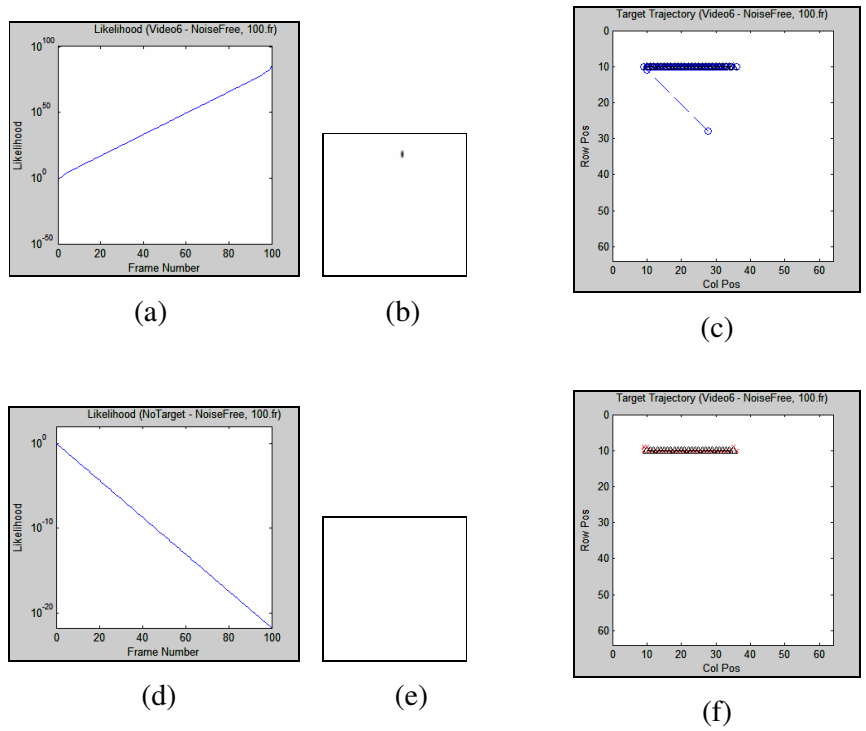 Likelihood (Video6 - NoiseFree, 100.fr)
10^100
10^50
10^0
10^-50
Likelihood
0 20 40 60 80 100
Frame Number
(a)
(b)
Target Trajectory (Video6 - NoiseFree, 100.fr)
0
10
20
30
40
50
60
Row Pos
0 10 20 30 40 50 60
Col Pos
(c)
Likelihood (NoTarget - NoiseFree, 100.fr)
10^0
10^-10
10^-20
Likelihood
0 20 40 60 80 100
Frame Number
(d)
(e)
Target Trajectory (Video6 - NoiseFree, 100.fr)
0
10
20
30
40
50
60
Row Pos
0 10 20 30 40 50 60
Col Pos
(f)